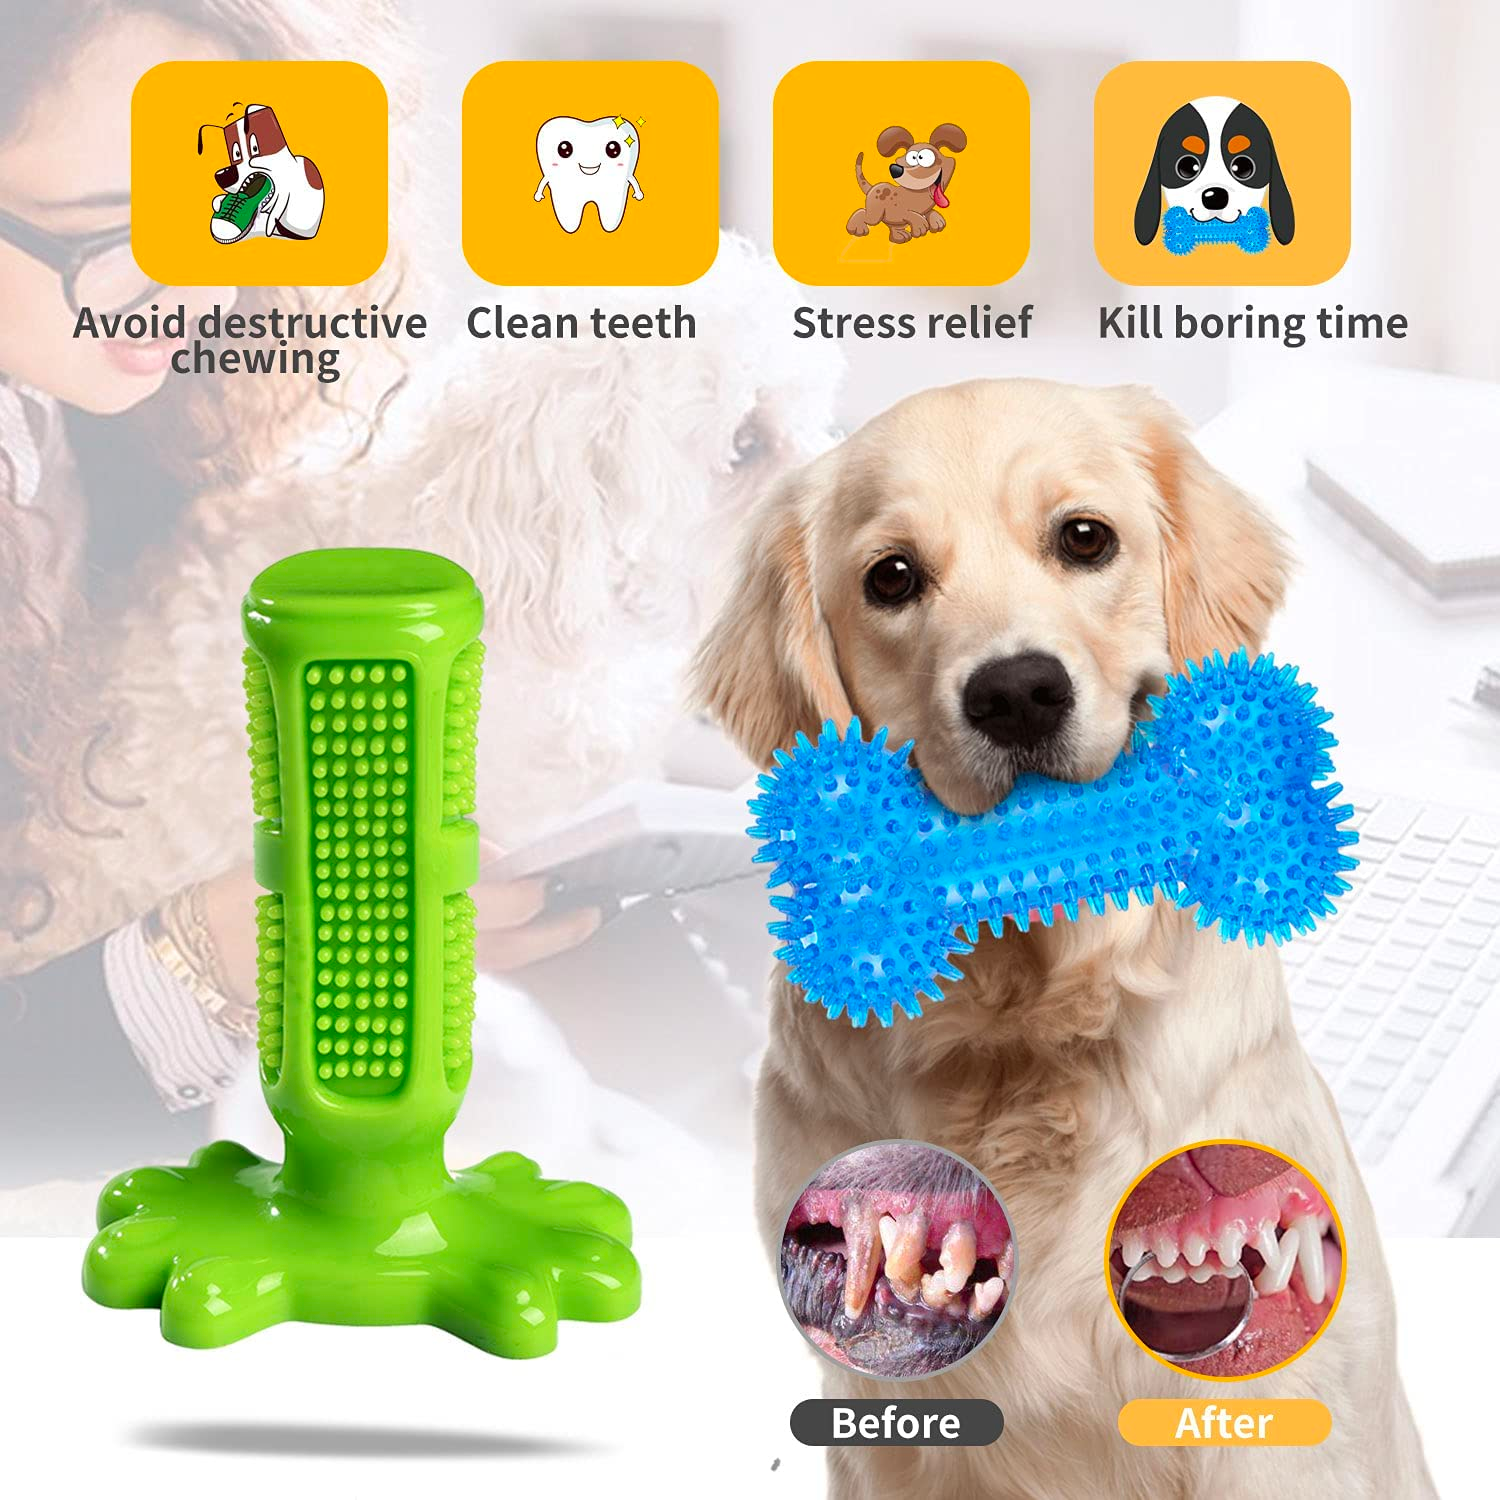 Avoid destructive
chewing
Clean teeth
Stress relief
Kill boring time
Before
After